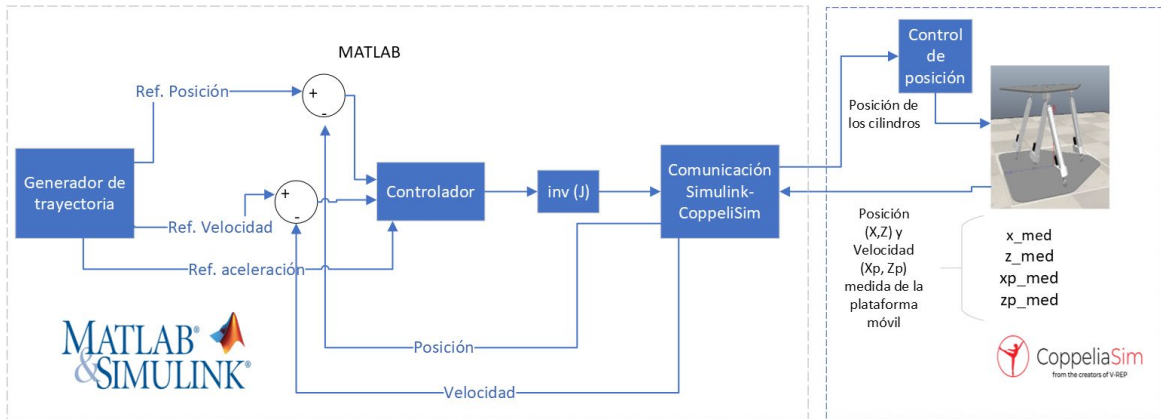 MATLAB
Ref. Posición
+
-
Generador de
trayectoria
+
-
Ref. Velocidad
Ref. aceleración
Controlador
inv (J)
Comunicación
Simulink-
CoppeliSim
Posición
Velocidad
MATLAB®
&SIMULINK®
Control
de
posición
Posición de
los cilindros
Posición
(X,Z) y
Velocidad
(Xp, Zp)
medida de la
plataforma
móvil
x_med
z_med
xp_med
zp_med
CoppeliaSim
from the creators of V-REP